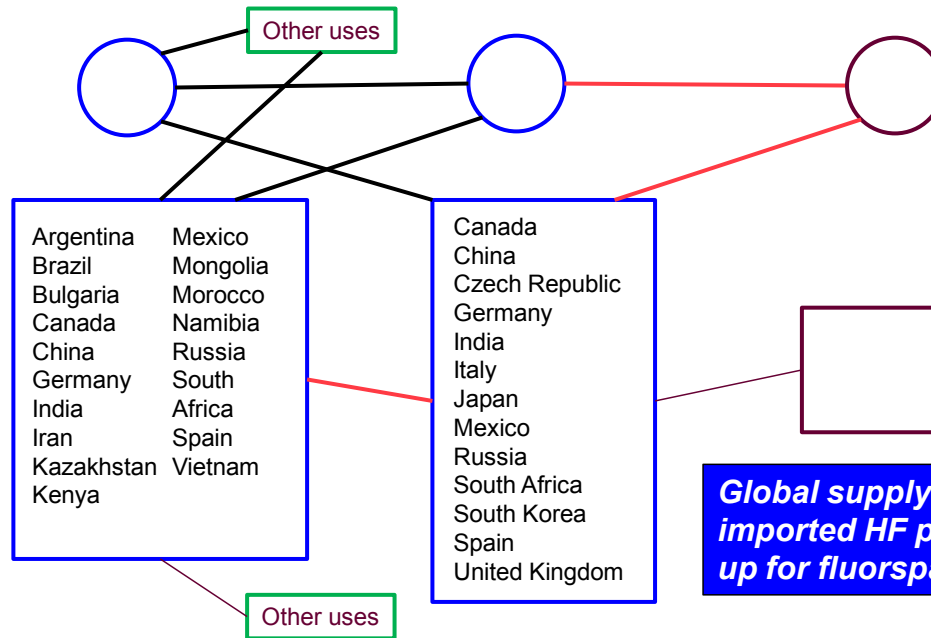 Other uses
Argentina
Brazil
Bulgaria
Canada
China
Germany
India
Iran
Kazakhstan
Kenya
Mexico
Mongolia
Morocco
Namibia
Russia
South
Africa
Spain
Vietnam
Canada
China
Czech Republic
Germany
India
Italy
Japan
Mexico
Russia
South Africa
South Korea
Spain
United Kingdom
Global supply
imported HF p
up for fluorspa
Other uses